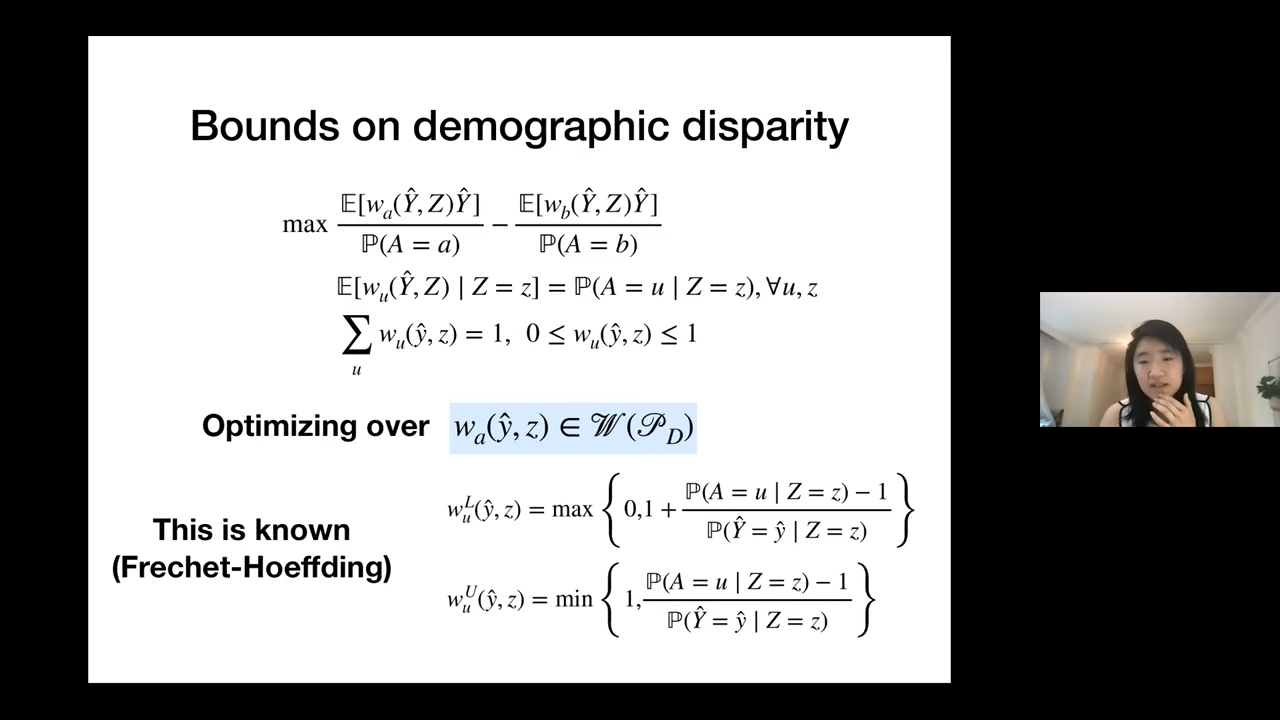 Bounds on demographic disparity
max 𝔼[w_a(Ŷ, Z)Ŷ] / ℙ(A = a) − 𝔼[w_b(Ŷ, Z)Ŷ] / ℙ(A = b)
𝔼[w_u(Ŷ, Z) ∣ Z = z] = ℙ(A = u ∣ Z = z), ∀u, z
∑_u w_u(ŷ, z) = 1, 0 ≤ w_u(ŷ, z) ≤ 1
Optimizing over w_a(ŷ, z) ∈ 𝒲(𝒫_D)
This is known
(Frechet-Hoeffding)
w_u^L(ŷ, z) = max { 0,1 + (ℙ(A = u ∣ Z = z) − 1) / ℙ(Ŷ = ŷ ∣ Z = z) }
w_u^U(ŷ, z) = min { 1, (ℙ(A = u ∣ Z = z) − 1) / ℙ(Ŷ = ŷ ∣ Z = z) }